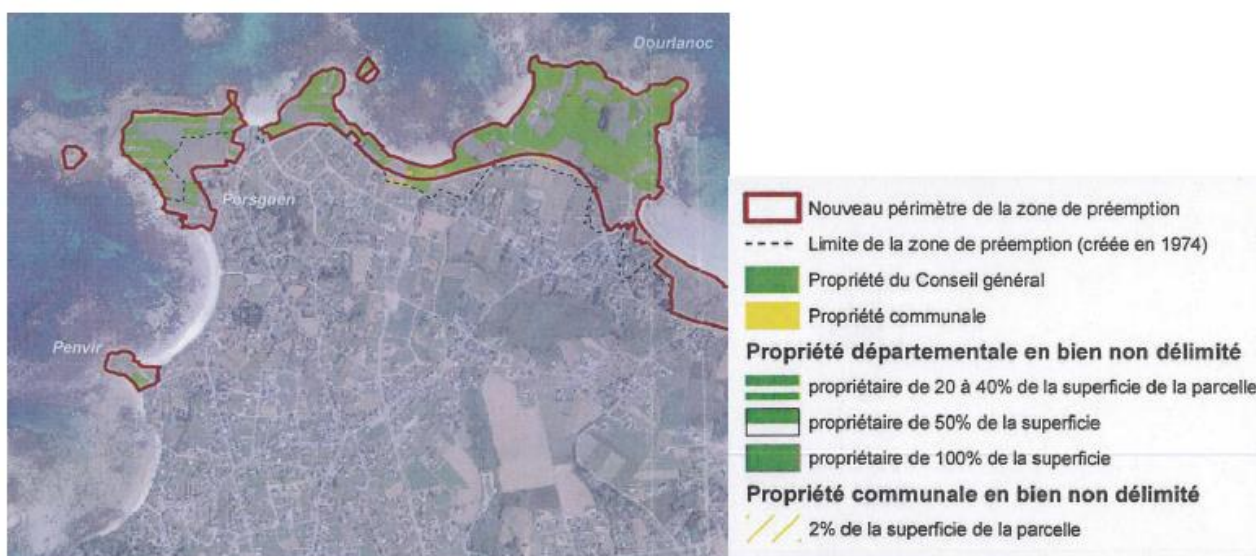 Dourlanoc
Porsguen
Penvir
Nouveau périmètre de la zone de préemption
Limite de la zone de préemption (créée en 1974)
Propriété du Conseil général
Propriété communale
Propriété départementale en bien non délimité
propriétaire de 20 à 40% de la superficie de la parcelle
propriétaire de 50% de la superficie
propriétaire de 100% de la superficie
Propriété communale en bien non délimité
2% de la superficie de la parcelle